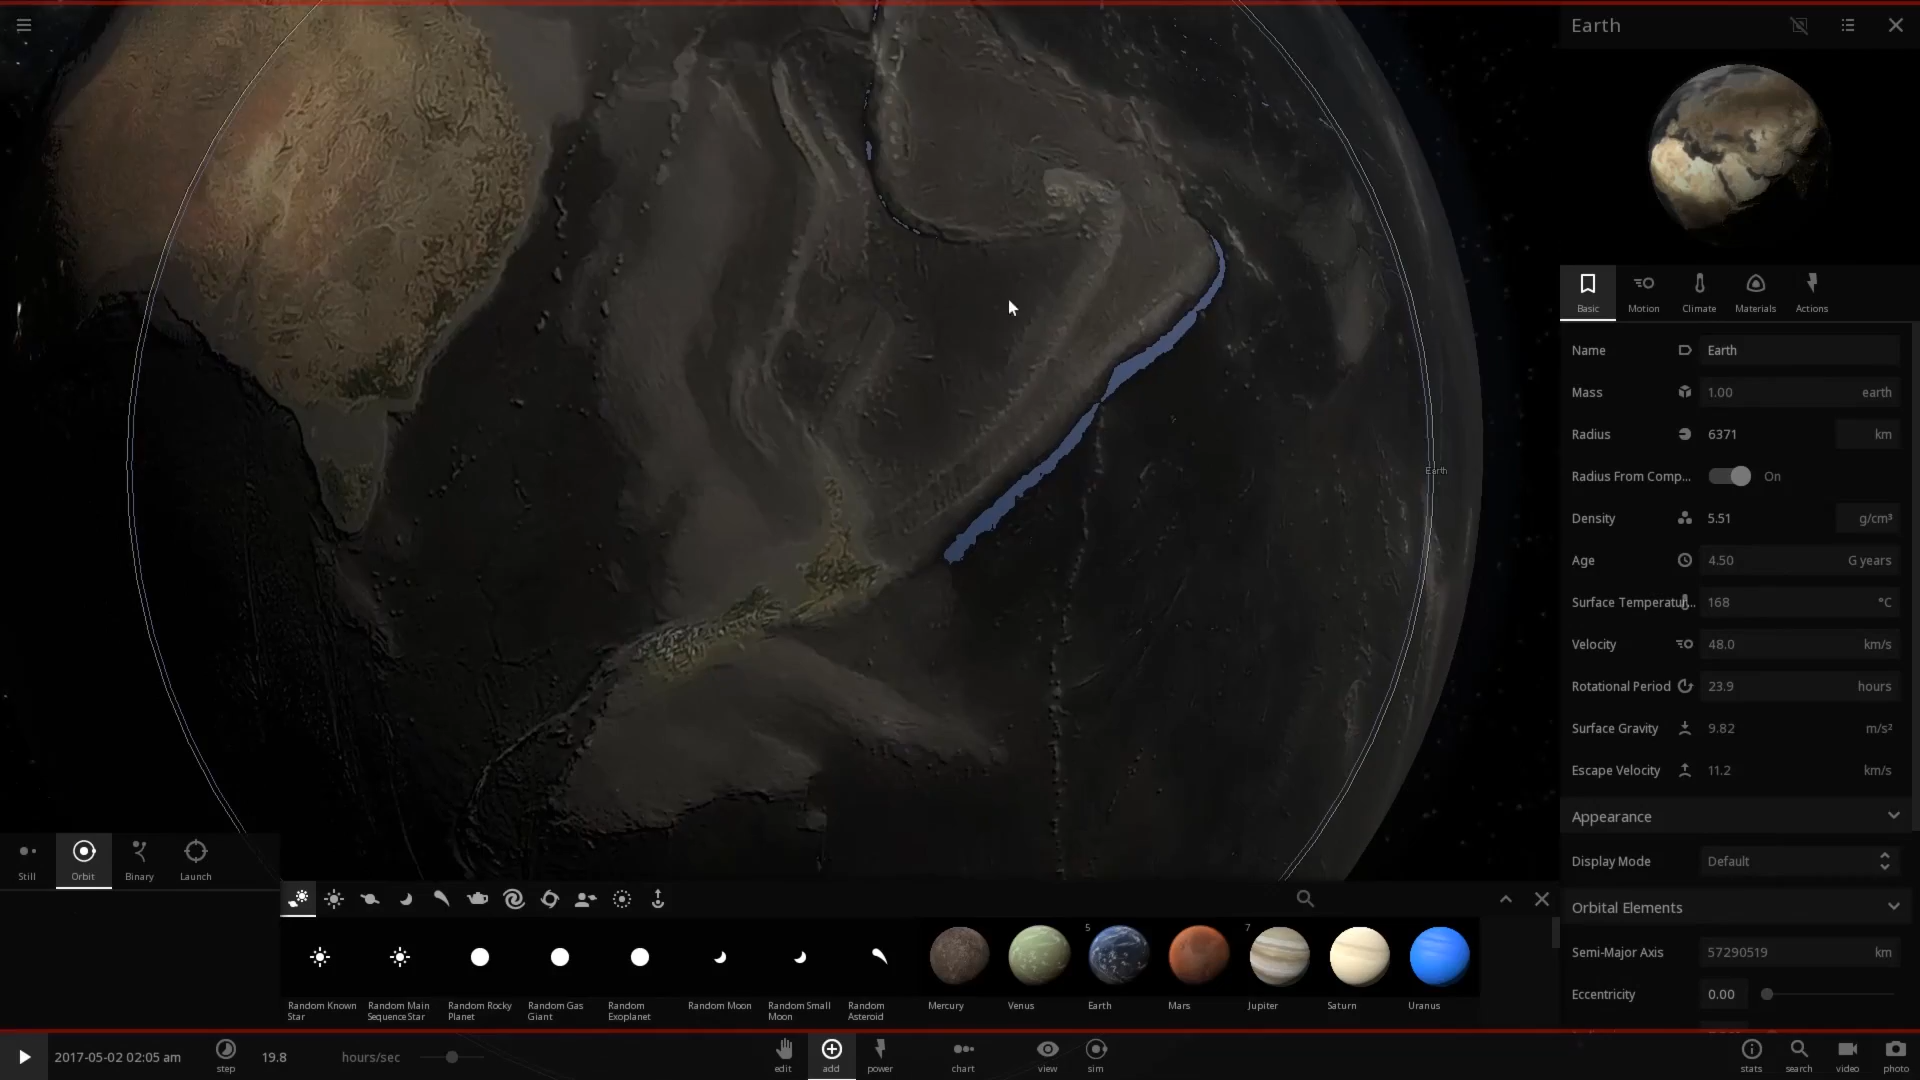 Earth
Basic
Motion
Climate
Materials
Actions
Name
Earth
Mass
1.00
earth
Radius
6371
km
Radius From Comp...
On
Density
5.51
g/cm³
Age
4.50
G years
Surface Temperatur...
168
°C
Velocity
48.0
km/s
Rotational Period
23.9
hours
Surface Gravity
9.82
m/s²
Escape Velocity
11.2
km/s
Appearance
Display Mode
Default
Orbital Elements
Semi-Major Axis
57290519
km
Eccentricity
0.00
Earth
Still
Orbit
Binary
Launch
5
7
Random Known
Star
Random Main
Sequence Star
Random Rocky
Planet
Random Gas
Giant
Random
Exoplanet
Random Moon
Random Small
Moon
Random
Asteroid
Mercury
Venus
Earth
Mars
Jupiter
Saturn
Uranus
2017-05-02 02:05 am
step
19.8
hours/sec
edit
add
power
chart
view
sim
stats
search
video
photo